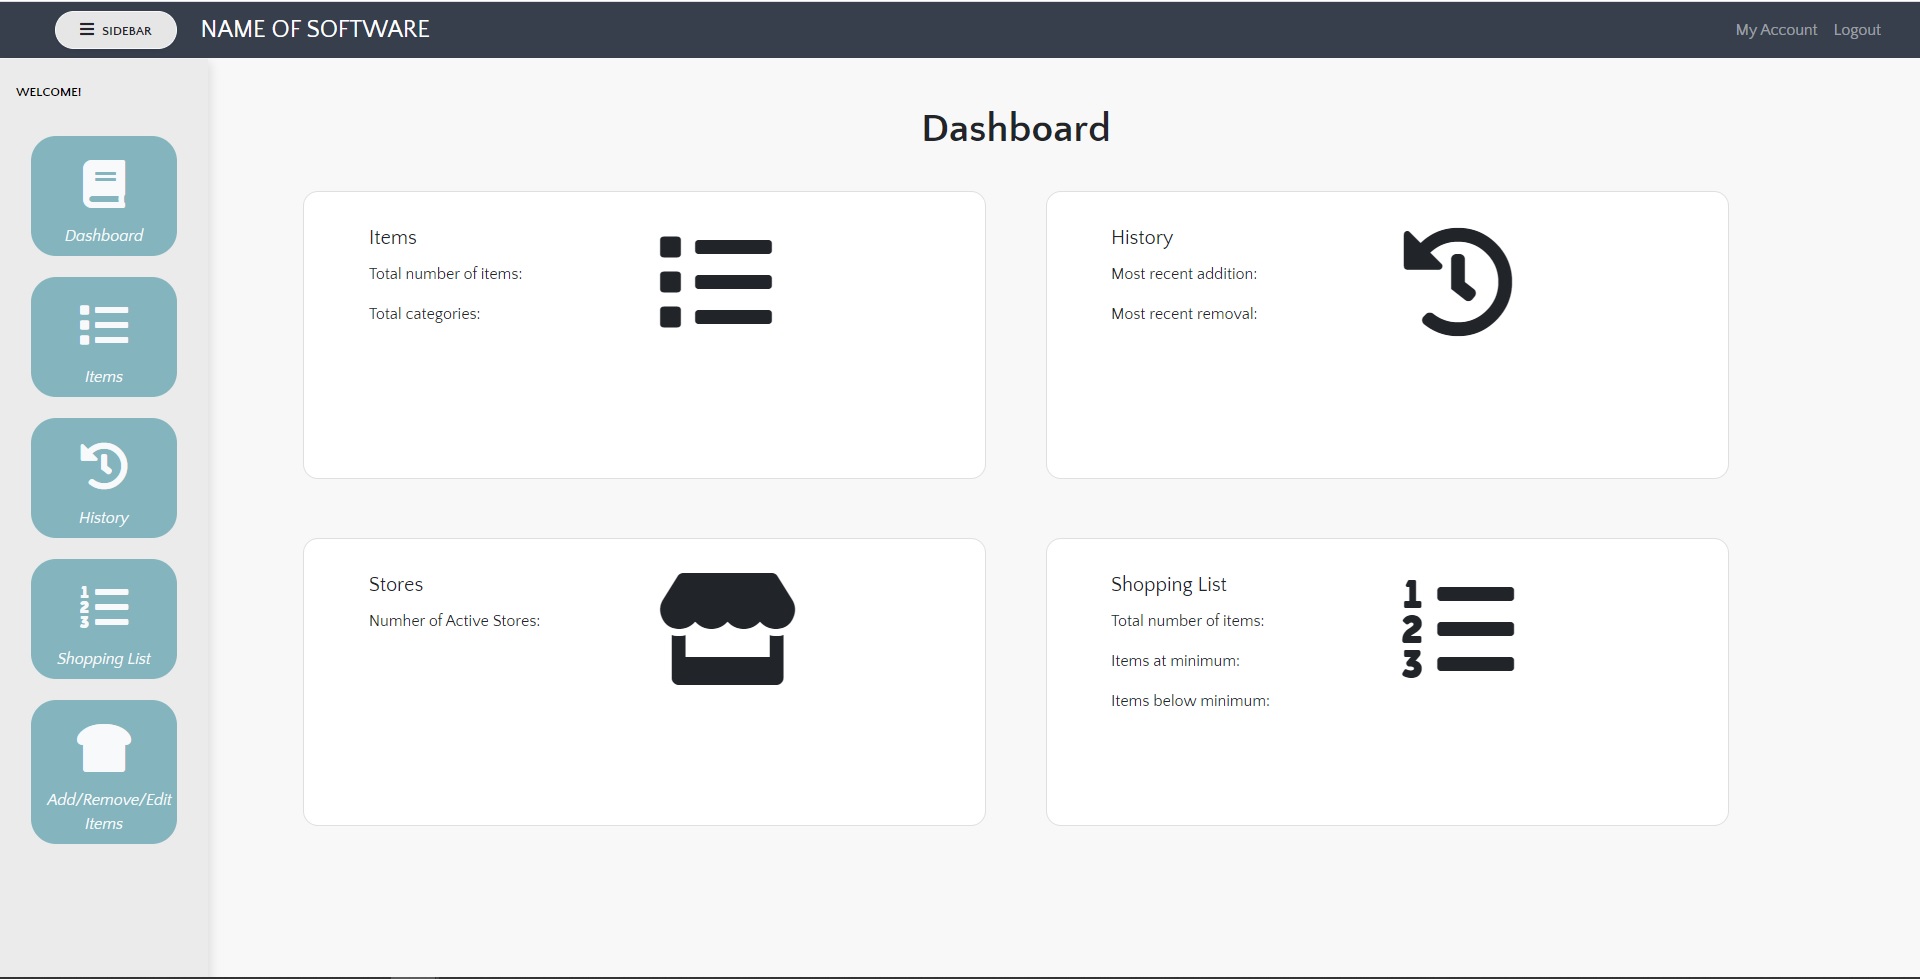 SIDEBAR
NAME OF SOFTWARE
My Account
Logout
WELCOME!
Dashboard
Items
History
Shopping List
Add/Remove/Edit
Items
Dashboard
Items
Total number of items:
Total categories:
History
Most recent addition:
Most recent removal:
Stores
Numher of Active Stores:
Shopping List
Total number of items:
Items at minimum:
Items below minimum:
1
2
3